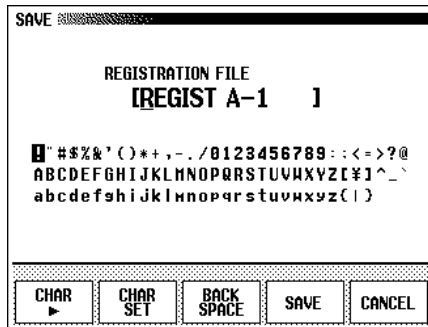 SAVE
REGISTRATION FILE
[REGIST A-1 ]
!"#$%&'()*+,-./0123456789:;<=>?@
ABCDEFGHIJKLMNOPQRSTUVWXYZ[¥]^_`
abcdefghijklmnopqrstuvwxyz{|}
CHAR ▶
CHAR SET
BACK SPACE
SAVE
CANCEL